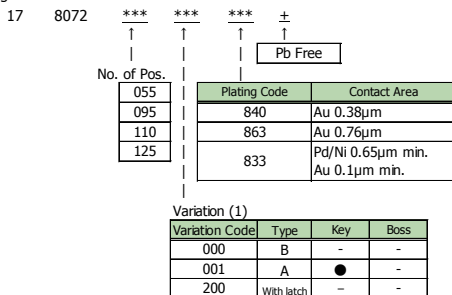 17 8072 *** *** *** +
Pb Free
No. of Pos.
055
095
110
125
Plating Code Contact Area
840 Au 0.38µm
863 Au 0.76µm
833 Pd/Ni 0.65µm min.
Au 0.1µm min.
Variation (1)
Variation Code Type Key Boss
000 B - -
001 A ● -
200 With latch – -